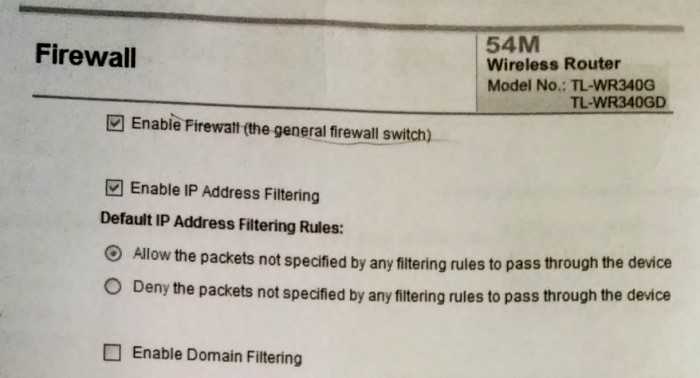 Firewall
54M
Wireless Router
Model No.: TL-WR340G
TL-WR340GD
Enable Firewall (the general firewall switch)
Enable IP Address Filtering
Default IP Address Filtering Rules:
Allow the packets not specified by any filtering rules to pass through the device
Deny the packets not specified by any filtering rules to pass through the device
Enable Domain Filtering